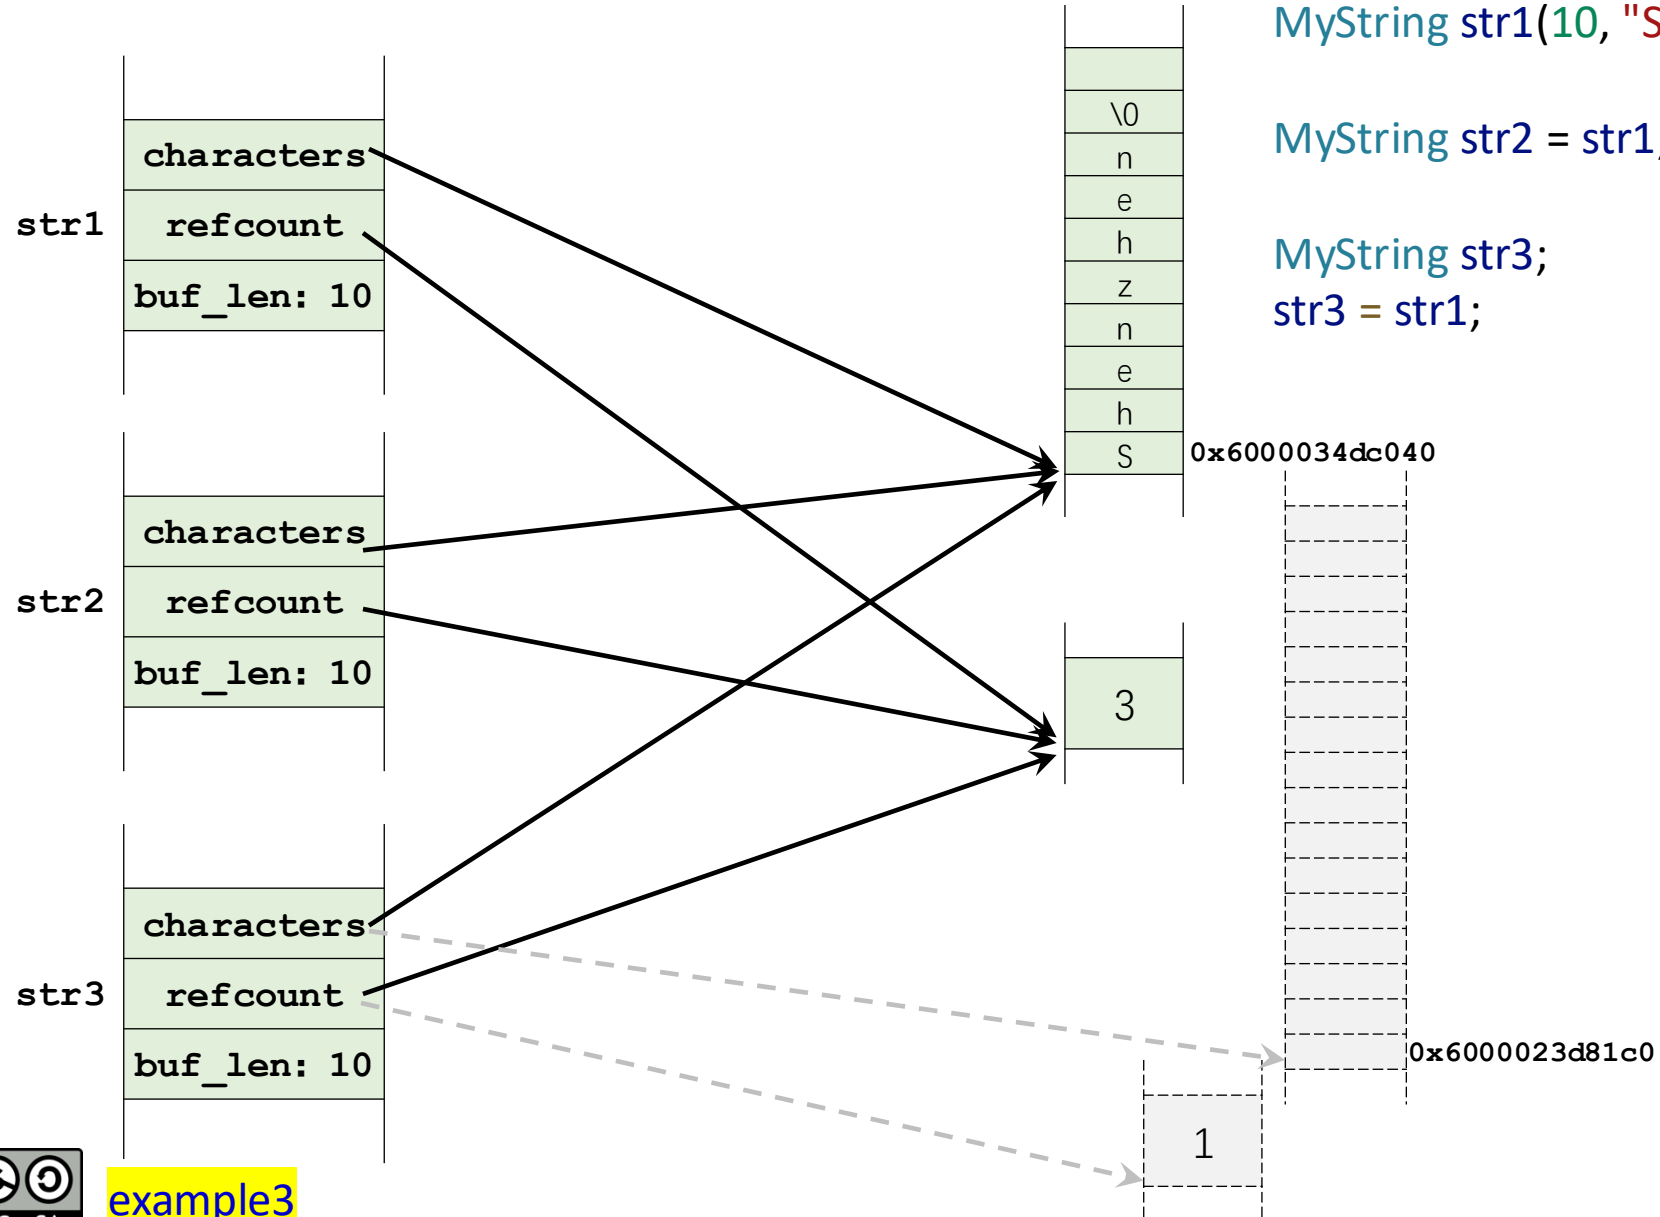 MyString str1(10, "S
MyString str2 = str1;
MyString str3;
str3 = str1;
str1
characters
refcount
buf_len: 10
str2
characters
refcount
buf_len: 10
str3
characters
refcount
buf_len: 10
\0
n
e
h
z
n
e
h
S
0x6000034dc040
3
0x6000023d81c0
1
example3